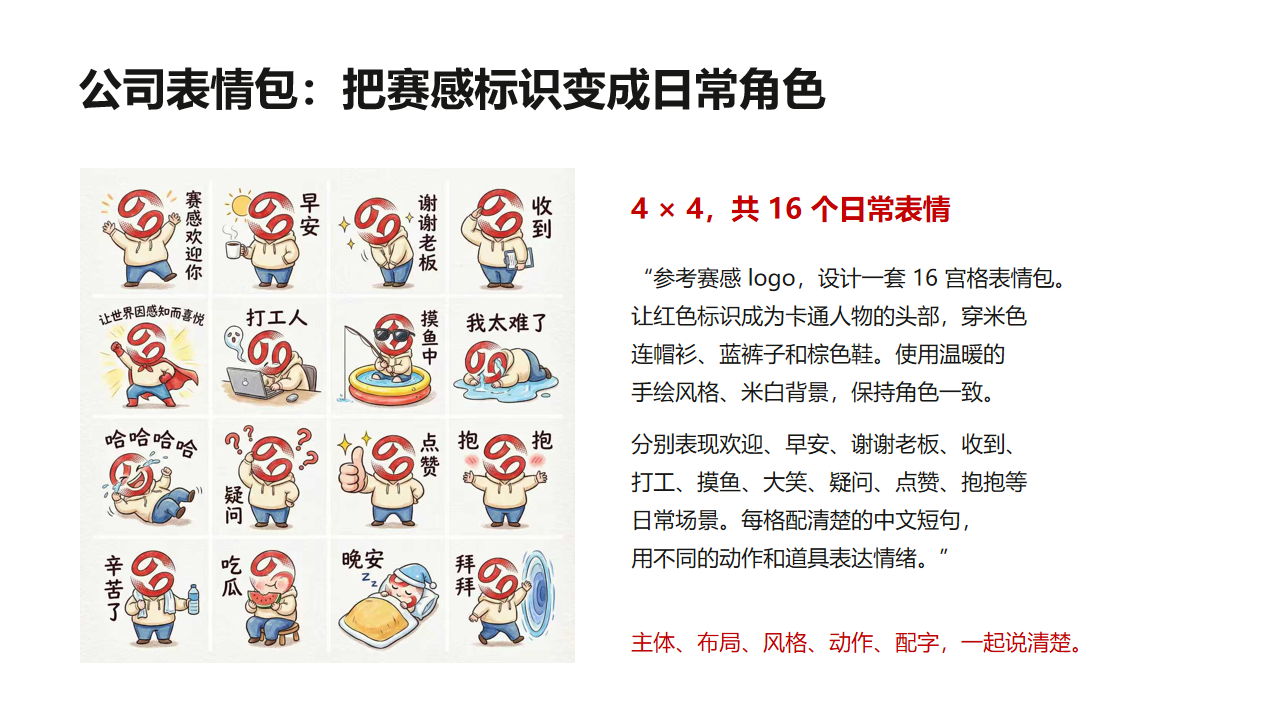 公司表情包：把赛感标识变成日常角色
赛感欢迎你
早安
谢谢老板
收到
让世界因感知而喜悦
打工人
摸鱼中
我太难了
哈哈哈哈
疑问
点赞
抱抱
辛苦了
吃瓜
晚安
拜拜
4 × 4，共 16 个日常表情
“参考赛感 logo，设计一套 16 宫格表情包。
让红色标识成为卡通人物的头部，穿米色
连帽衫、蓝裤子和棕色鞋。使用温暖的
手绘风格、米白背景，保持角色一致。
分别表现欢迎、早安、谢谢老板、收到、
打工、摸鱼、大笑、疑问、点赞、抱抱等
日常场景。每格配清楚的中文短句，
用不同的动作和道具表达情绪。”
主体、布局、风格、动作、配字，一起说清楚。